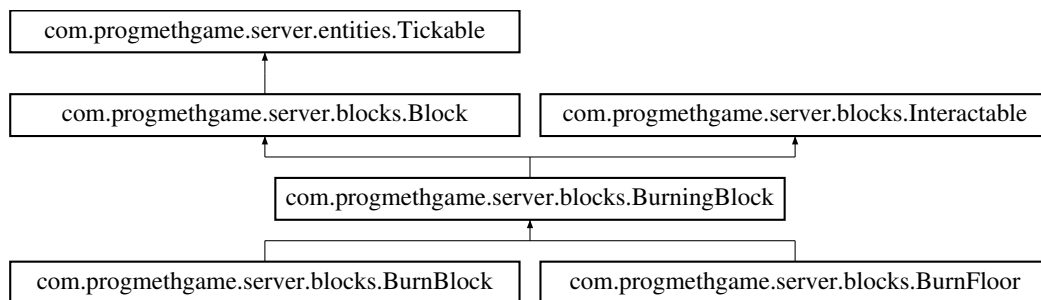 com.progmethgame.server.entities.Tickable
com.progmethgame.server.blocks.Block
com.progmethgame.server.blocks.Interactable
com.progmethgame.server.blocks.BurningBlock
com.progmethgame.server.blocks.BurnBlock
com.progmethgame.server.blocks.BurnFloor